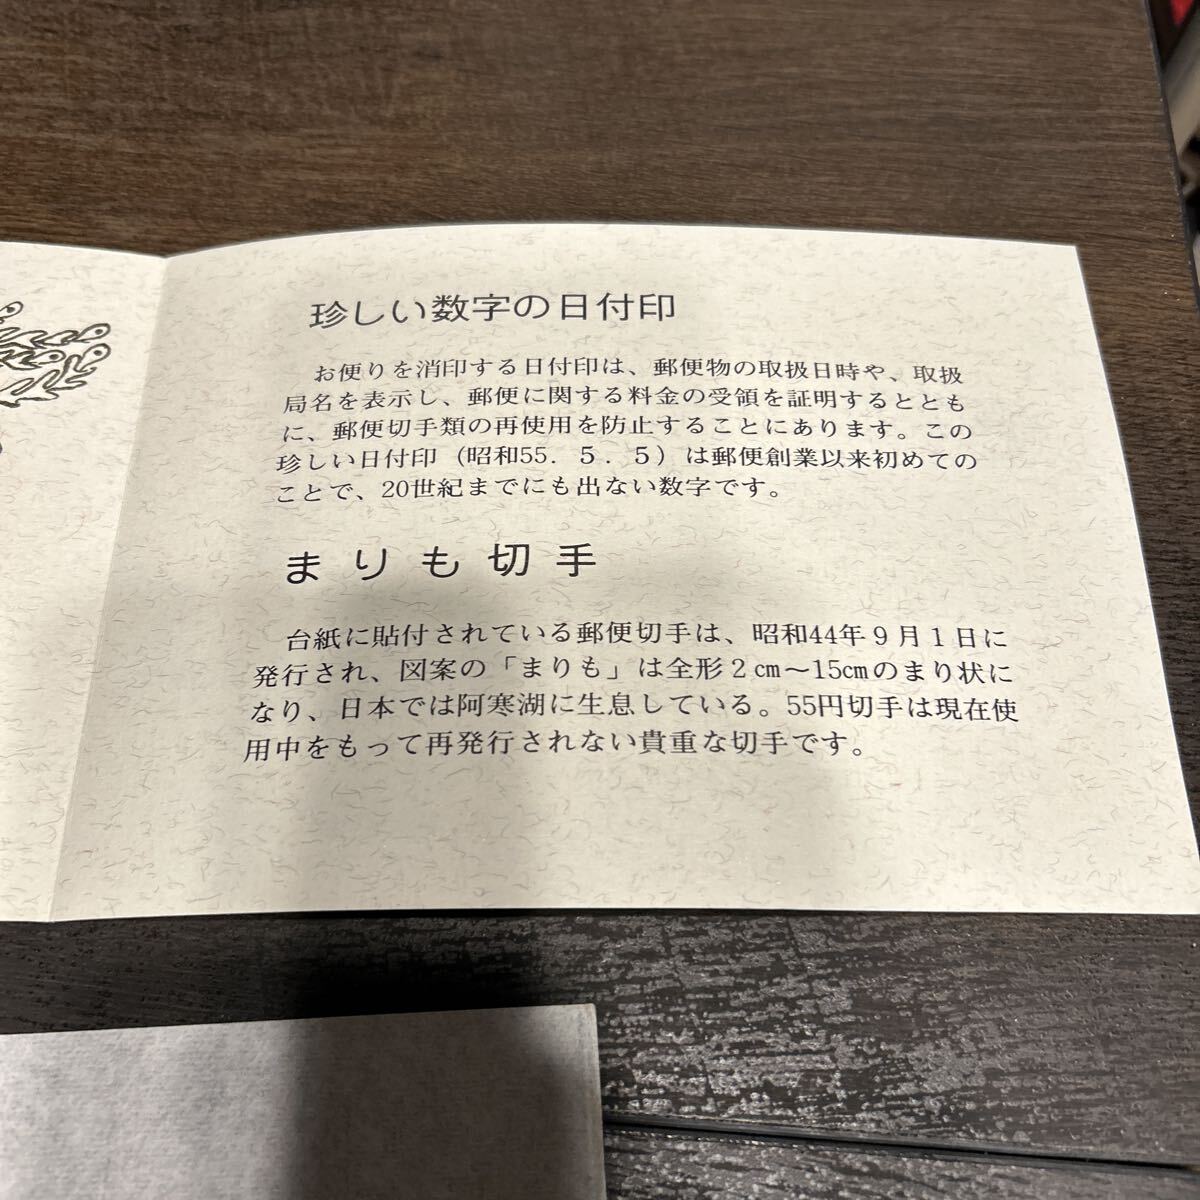 珍しい数字の日付印
お便りを消印する日付印は、郵便物の取扱日時や、取扱
局名を表示し、郵便に関する料金の受領を証明するととも
に、郵便切手類の再使用を防止することにあります。この
珍しい日付印（昭和55．５．５）は郵便創業以来初めての
ことで、20世紀までにも出ない数字です。
まりも切手
台紙に貼付されている郵便切手は、昭和44年９月１日に
発行され、図案の「まりも」は全形２㎝〜15㎝のまり状に
なり、日本では阿寒湖に生息している。55円切手は現在使
用中をもって再発行されない貴重な切手です。